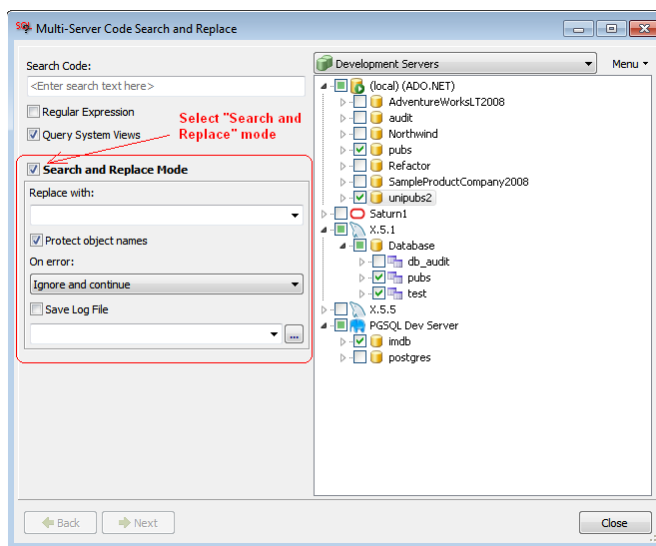 SQL Multi-Server Code Search and Replace
Search Code:
<Enter search text here>
Regular Expression
Query System Views
Select "Search and
Replace" mode
Search and Replace Mode
Replace with:
Protect object names
On error:
Ignore and continue
Save Log File
...
Development Servers
Menu
(local) (ADO.NET)
AdventureWorksLT2008
audit
Northwind
pubs
Refactor
SampleProductCompany2008
unipubs2
Saturn1
X.5.1
Database
db_audit
pubs
test
X.5.5
PGSQL Dev Server
imdb
postgres
Back
Next
Close